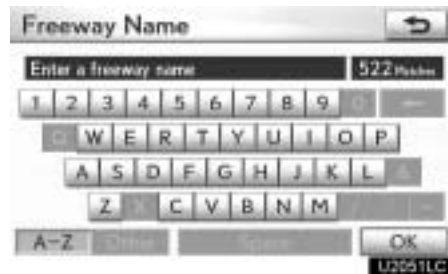 Freeway Name
Enter a freeway name 522 Matches
1 2 3 4 5 6 7 8 9 0
Q W E R T Y U I O P
A S D F G H J K L &
Z X C V B N M / -
A-Z Other Space OK
U2051LC